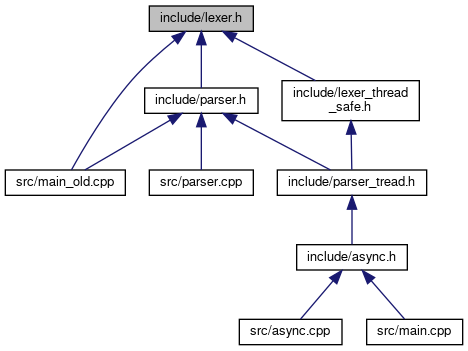 include/lexer.h
include/lexer_thread
_safe.h
include/parser.h
src/main_old.cpp
src/parser.cpp
include/parser_tread.h
include/async.h
src/async.cpp
src/main.cpp